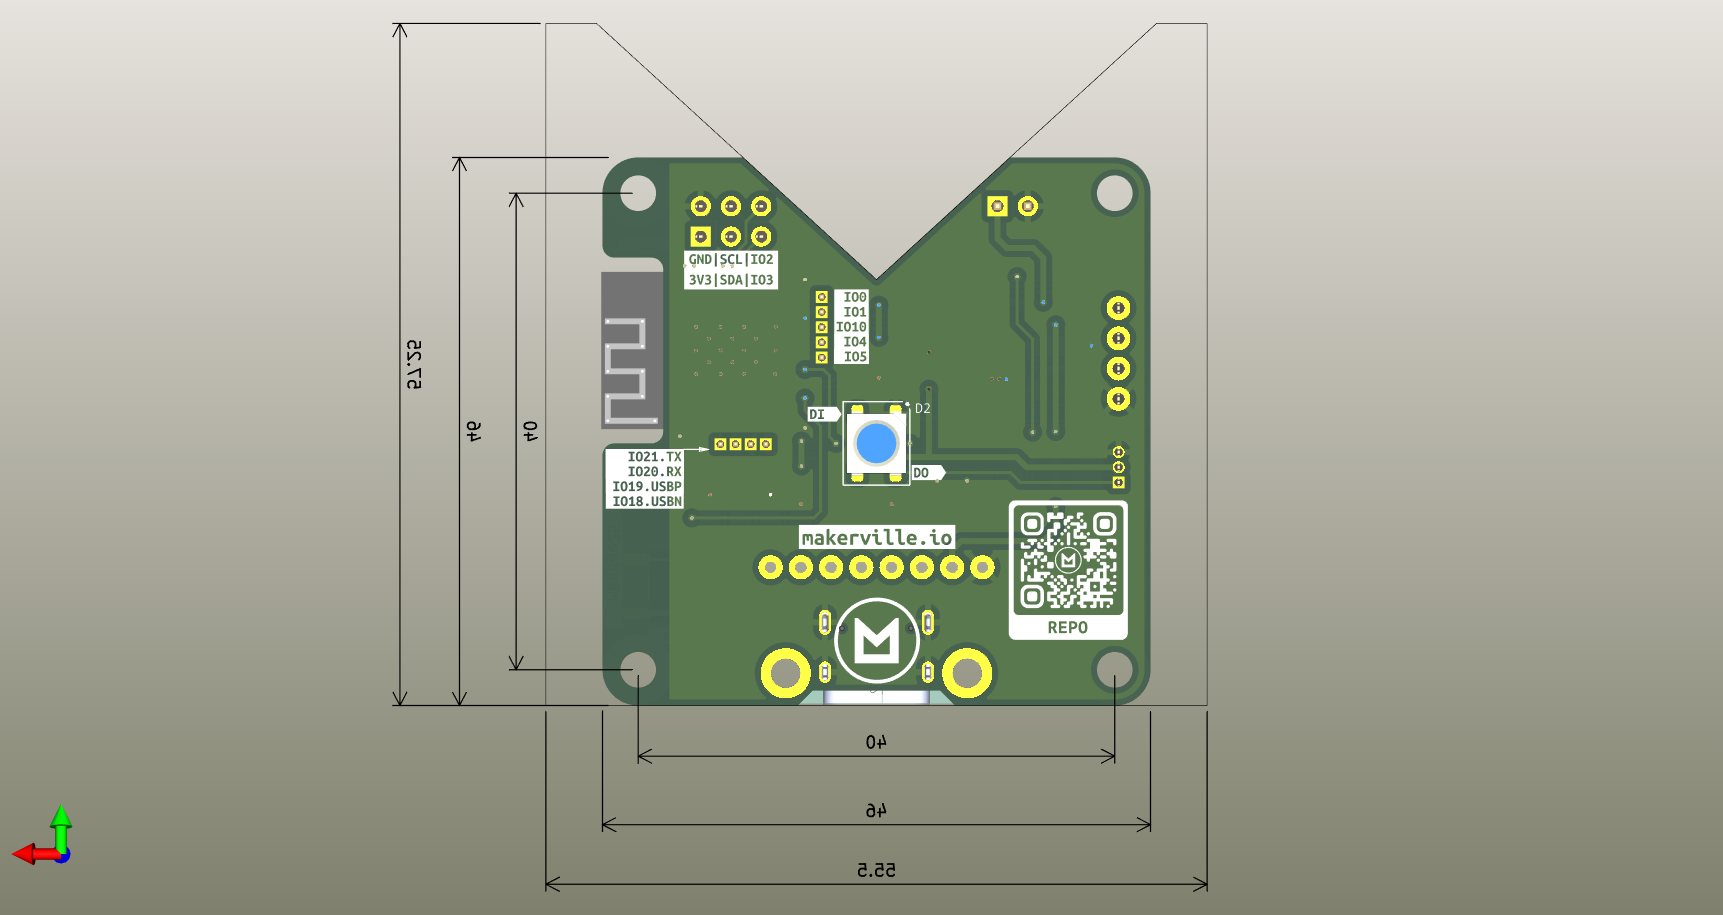 GND|SCL|IO2
3V3|SDA|IO3
IO0
IO1
IO10
IO4
IO5
57.25
46
40
DI
D2
DO
IO21.TX
IO20.RX
IO19.USBP
IO18.USBN
makerville.io
REPO
40
46
55.5